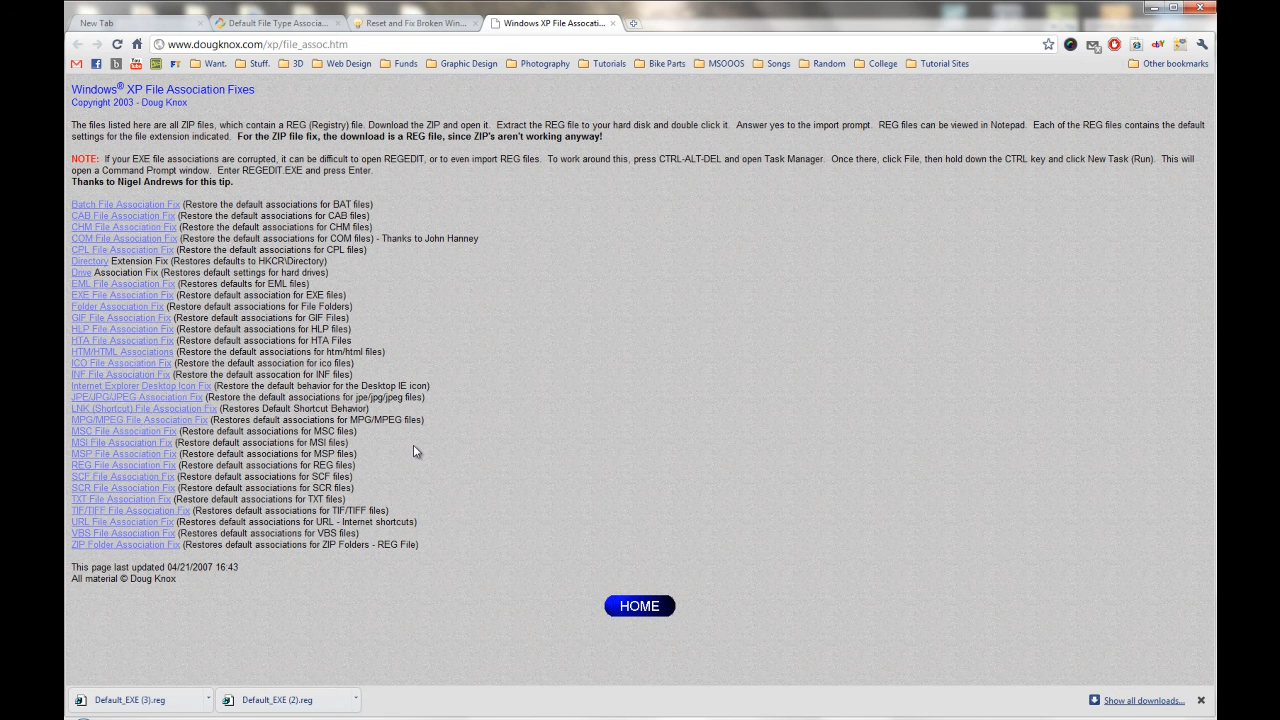 New Tab
Default File Type Associa...
Reset and Fix Broken Win...
Windows XP File Assocati...
www.dougknox.com/xp/file_assoc.htm
Want. Stuff. 3D Web Design Funds Graphic Design Photography Tutorials Bike Parts MSOOOS Songs Random College Tutorial Sites Other bookmarks
Windows® XP File Association Fixes
Copyright 2003 - Doug Knox
The files listed here are all ZIP files, which contain a REG (Registry) file. Download the ZIP and open it. Extract the REG file to your hard disk and double click it. Answer yes to the import prompt. REG files can be viewed in Notepad. Each of the REG files contains the default
settings for the file extension indicated. For the ZIP file fix, the download is a REG file, since ZIP's aren't working anyway!
NOTE: If your EXE file associations are corrupted, it can be difficult to open REGEDIT, or to even import REG files. To work around this, press CTRL-ALT-DEL and open Task Manager. Once there, click File, then hold down the CTRL key and click New Task (Run). This will
open a Command Prompt window. Enter REGEDIT.EXE and press Enter.
Thanks to Nigel Andrews for this tip.
Batch File Association Fix (Restore the default associations for BAT files)
CAB File Association Fix (Restore the default associations for CAB files)
CHM File Association Fix (Restore the default associations for CHM files)
COM File Association Fix (Restore the default associations for COM files) - Thanks to John Hanney
CPL File Association Fix (Restore the default associations for CPL files)
Directory Extension Fix (Restores defaults to HKCR\Directory)
Drive Association Fix (Restores default settings for hard drives)
EML File Association Fix (Restores defaults for EML files)
EXE File Association Fix (Restore default association for EXE files)
Folder Association Fix (Restore default associations for File Folders)
GIF File Association Fix (Restore default associations for GIF Files)
HLP File Association Fix (Restore default associations for HLP files)
HTA File Association Fix (Restore default associations for HTA Files
HTM/HTML Associations (Restore the default associations for htm/html files)
ICO File Association Fix (Restore the default associations for ico files)
INF File Association Fix (Restore the default association for INF files)
Internet Explorer Desktop Icon Fix (Restore the default behavior for the Desktop IE icon)
JPE/JPG/JPEG Association Fix (Restore the default associations for jpe/jpg/jpeg files)
LNK (Shortcut) File Association Fix (Restores Default Shortcut Behavior)
MPG/MPEG File Association Fix (Restores default associations for MPG/MPEG files)
MSC File Association Fix (Restore default associations for MSC files)
MSI File Association Fix (Restore default associations for MSI files)
MSP File Association Fix (Restore default associations for MSP files)
REG File Association Fix (Restore default associations for REG files)
SCF File Association Fix (Restore default associations for SCF files)
SCR File Association Fix (Restore default associations for SCR files)
TXT File Association Fix (Restore default associations for TXT files)
TIF/TIFF File Association Fix (Restores default associations for TIF/TIFF files)
URL File Association Fix (Restores default associations for URL - Internet shortcuts)
VBS File Association Fix (Restores default associations for VBS files)
ZIP Folder Association Fix (Restores default associations for ZIP Folders - REG File)
This page last updated 04/21/2007 16:43
All material © Doug Knox
HOME
Default_EXE (3).reg
Default_EXE (2).reg
Show all downloads...